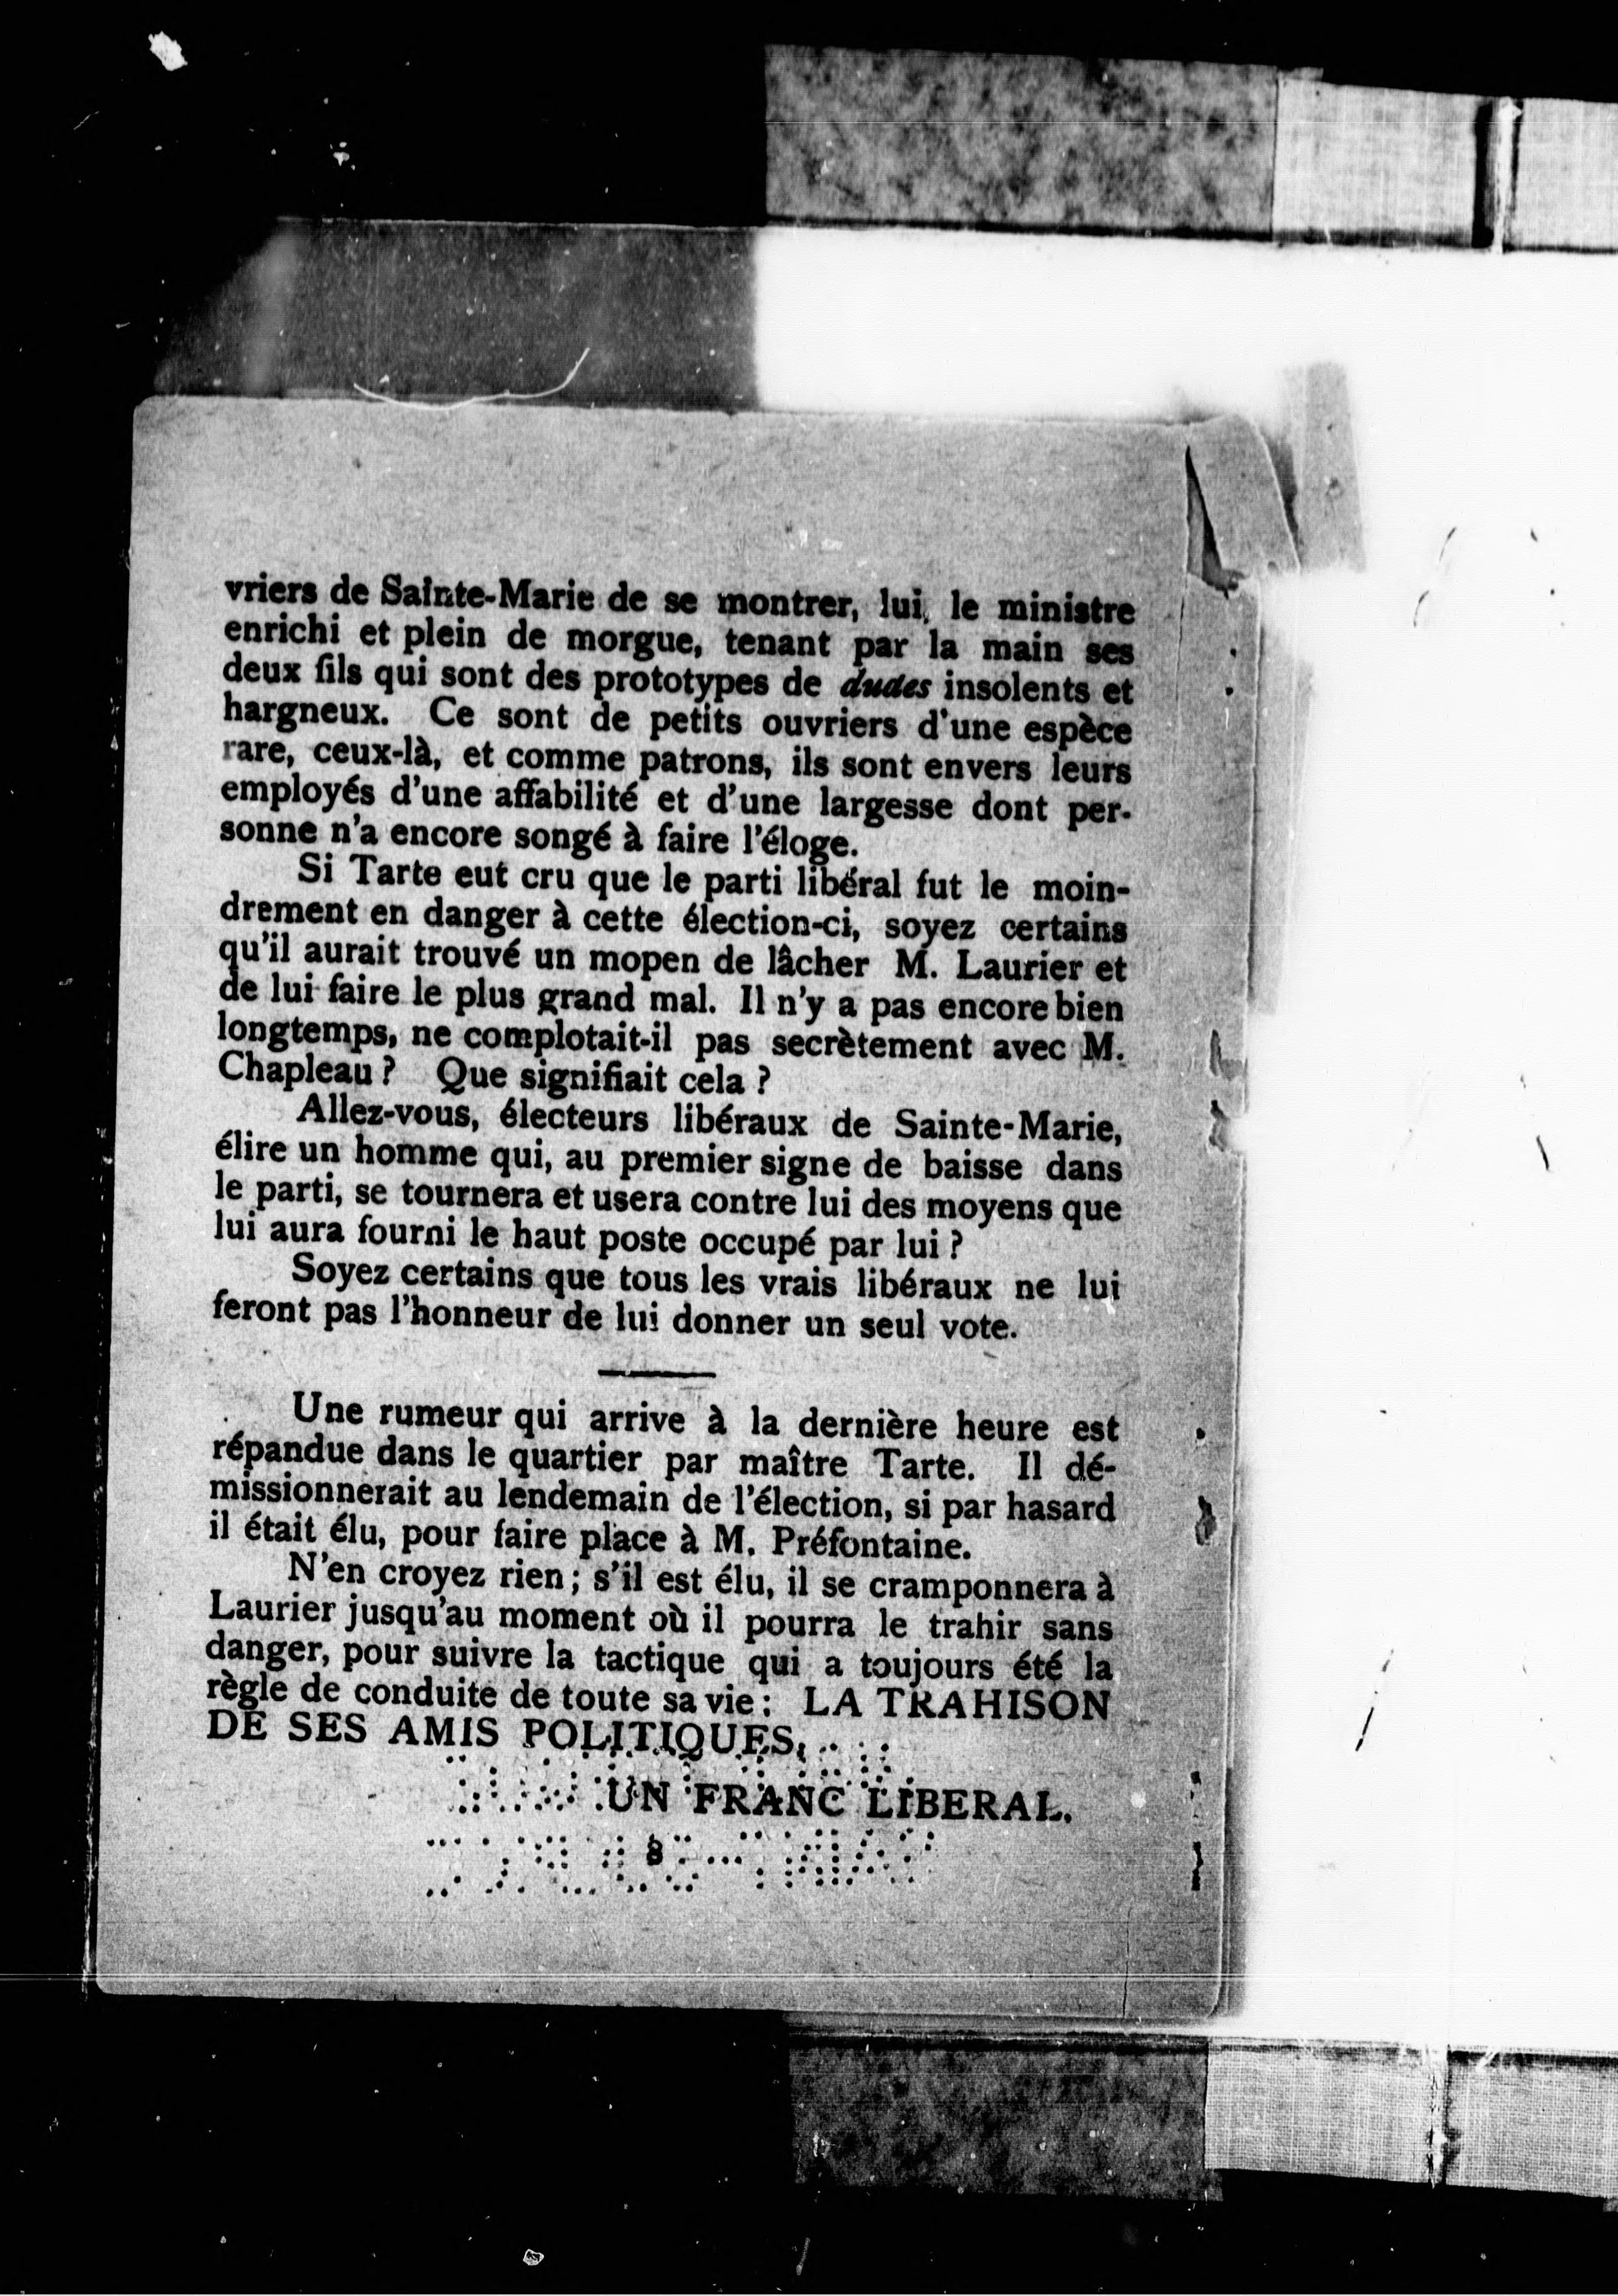 vriers de Sainte-Marie de se montrer, lui, le ministre
enrichi et plein de morgue, tenant par la main ses
deux fils qui sont des prototypes de dudes insolents et
hargneux. Ce sont de petits ouvriers d'une espèce
rare, ceux-là, et comme patrons, ils sont envers leurs
employés d'une affabilité et d'une largesse dont per-
sonne n'a encore songé à faire l'éloge.
Si Tarte eut cru que le parti libéral fut le moin-
drement en danger à cette élection-ci, soyez certains
qu'il aurait trouvé un mopen de lâcher M. Laurier et
de lui faire le plus grand mal. Il n'y a pas encore bien
longtemps, ne complotait-il pas secrètement avec M.
Chapleau ? Que signifiait cela ?
Allez-vous, électeurs libéraux de Sainte-Marie,
élire un homme qui, au premier signe de baisse dans
le parti, se tournera et usera contre lui des moyens que
lui aura fourni le haut poste occupé par lui ?
Soyez certains que tous les vrais libéraux ne lui
feront pas l'honneur de lui donner un seul vote.
Une rumeur qui arrive à la dernière heure est
répandue dans le quartier par maître Tarte. Il dé-
missionnerait au lendemain de l'élection, si par hasard
il était élu, pour faire place à M. Préfontaine.
N'en croyez rien ; s'il est élu, il se cramponnera à
Laurier jusqu'au moment où il pourra le trahir sans
danger, pour suivre la tactique qui a toujours été la
règle de conduite de toute sa vie : LA TRAHISON
DE SES AMIS POLITIQUES.
UN FRANC LIBERAL.
8